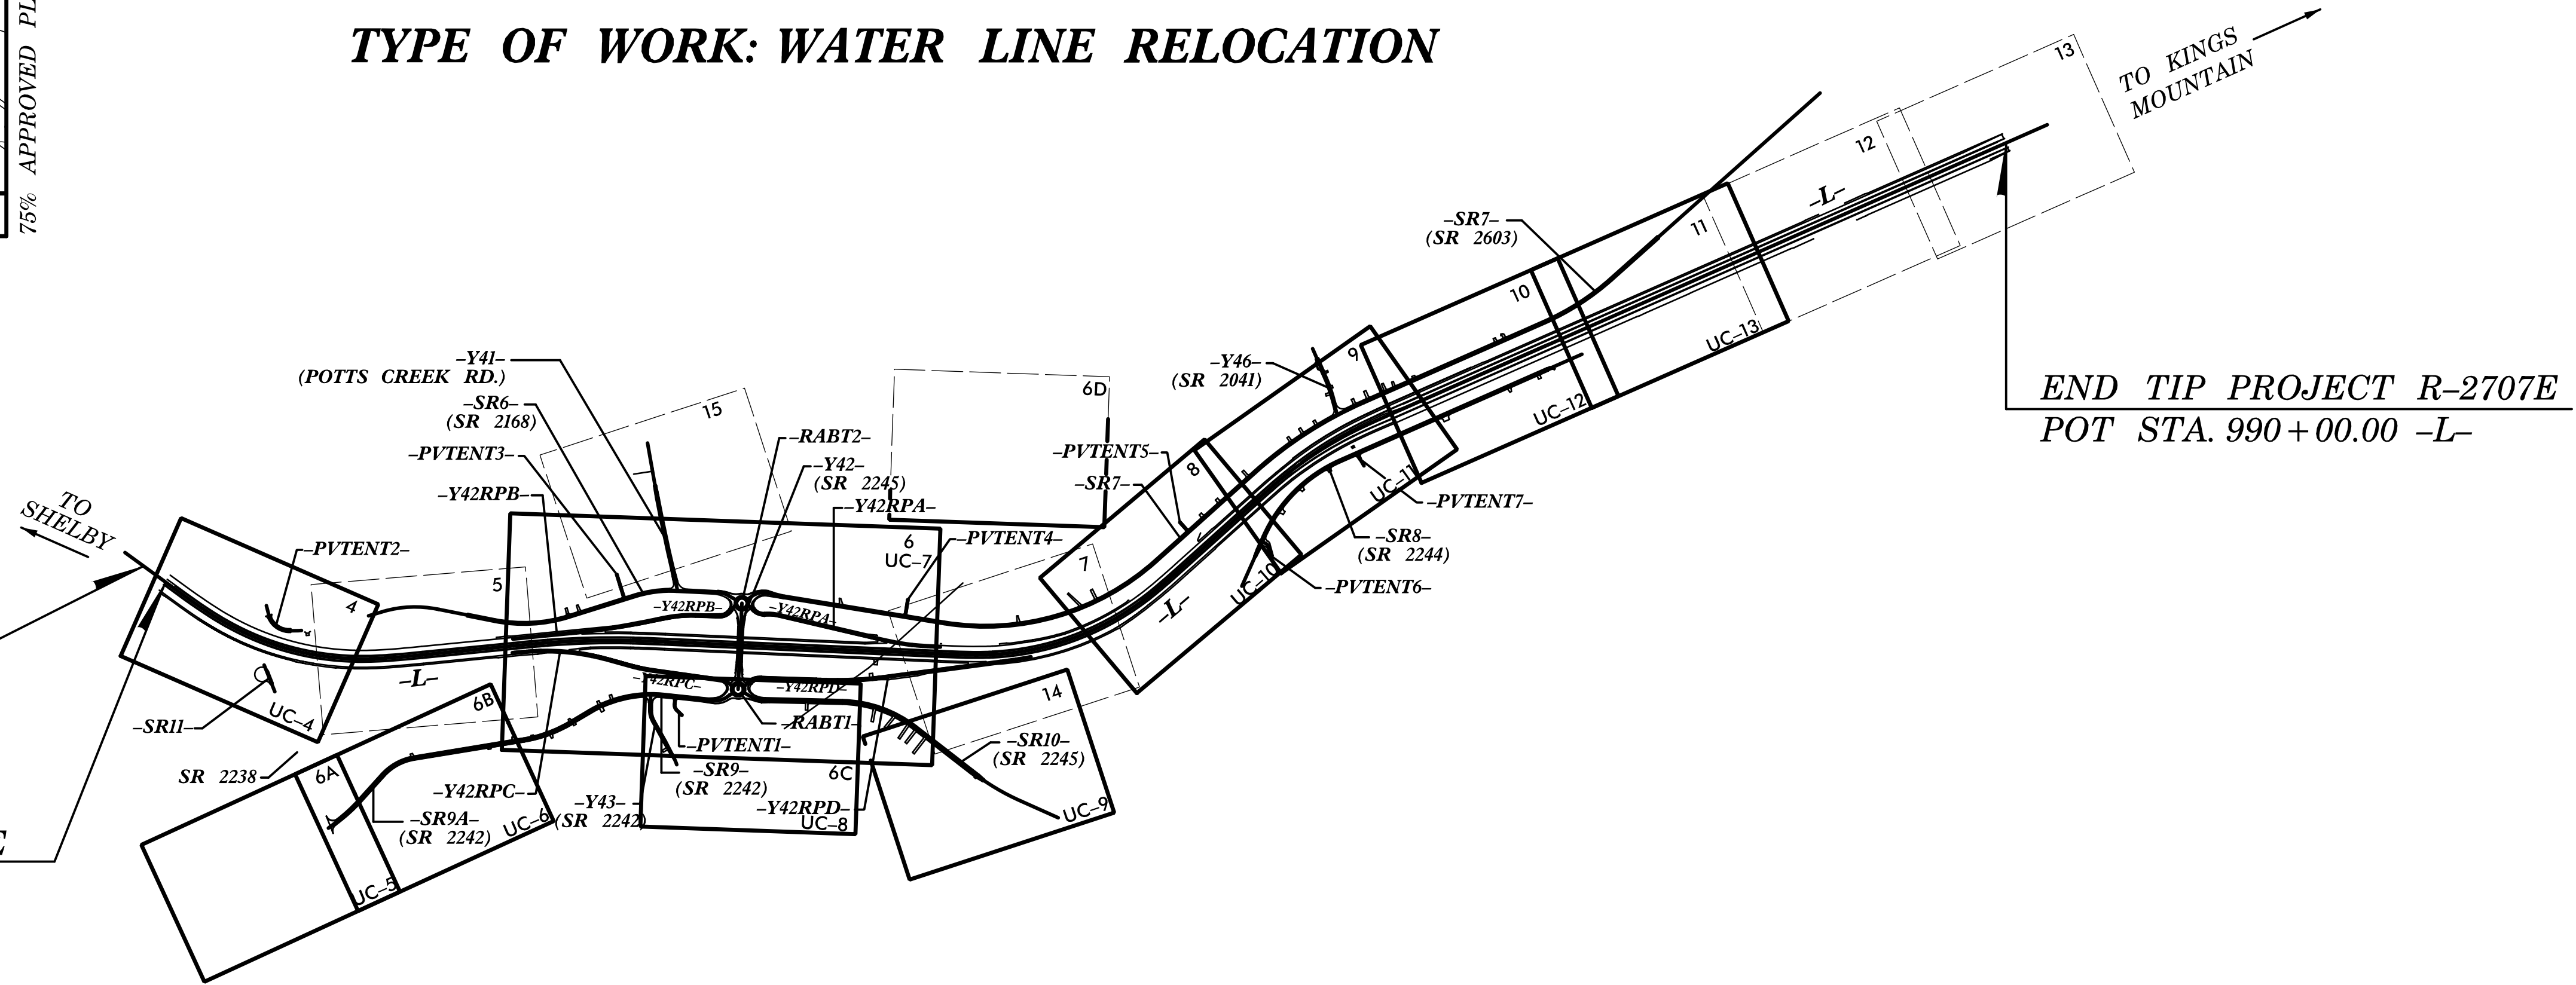 TYPE OF WORK: WATER LINE RELOCATION
75% APPROVED PL
TO KINGS
MOUNTAIN
13
12
–L–
11
–SR7–
(SR 2603)
10
UC–13
END TIP PROJECT R–2707E
POT STA. 990+00.00 –L–
–Y46–
(SR 2041)
9
UC–12
–Y41–
(POTTS CREEK RD.)
–SR6–
(SR 2168)
–PVTENT3–
–Y42RPB–
15
6D
–RABT2–
–Y42–
(SR 2245)
–Y42RPA–
–PVTENT5–
–SR7–
8
UC–11
–PVTENT7–
–SR8–
(SR 2244)
–PVTENT6–
UC–10
–L–
TO
SHELBY
–PVTENT2–
4
5
6
UC–7
–PVTENT4–
7
–Y42RPB–
–Y42RPA–
–L–
–Y42RPC–
–Y42RPD–
–SR11–
UC–4
6B
–RABT1–
–PVTENT1–
14
–SR10–
(SR 2245)
SR 2238
6A
–SR9–
(SR 2242)
6C
–Y42RPC–
–Y43–
(SR 2242)
–Y42RPD–
UC–8
UC–9
–SR9A–
(SR 2242)
UC–6
UC–5
E